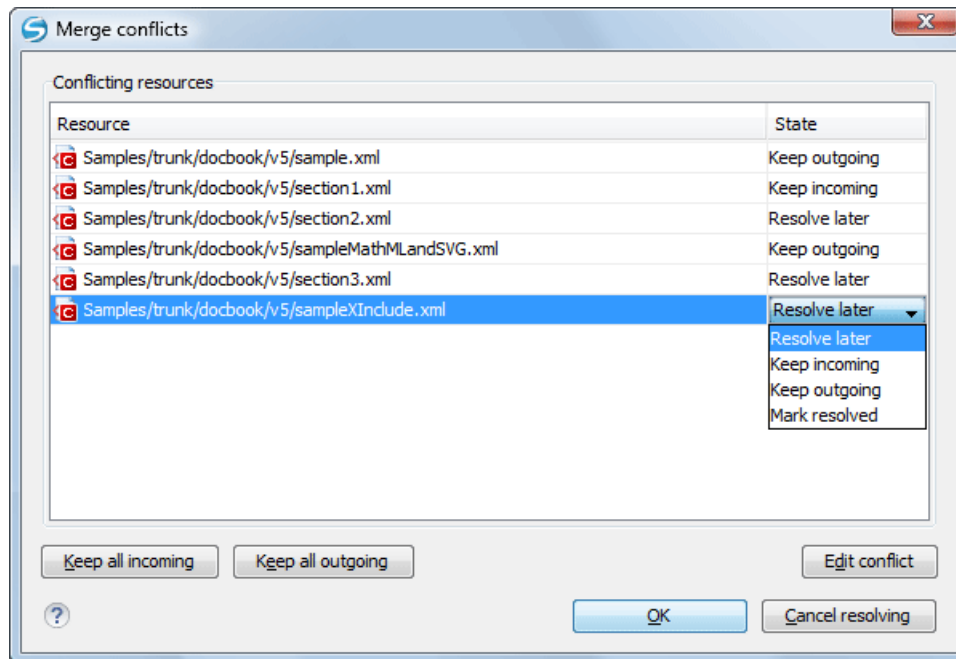 Merge conflicts
Conflicting resources
Resource State
Samples/trunk/docbook/v5/sample.xml Keep outgoing
Samples/trunk/docbook/v5/section1.xml Keep incoming
Samples/trunk/docbook/v5/section2.xml Resolve later
Samples/trunk/docbook/v5/sampleMathMLandSVG.xml Keep outgoing
Samples/trunk/docbook/v5/section3.xml Resolve later
Samples/trunk/docbook/v5/sampleXInclude.xml Resolve later
Resolve later
Keep incoming
Keep outgoing
Mark resolved
Keep all incoming Keep all outgoing Edit conflict
? OK Cancel resolving